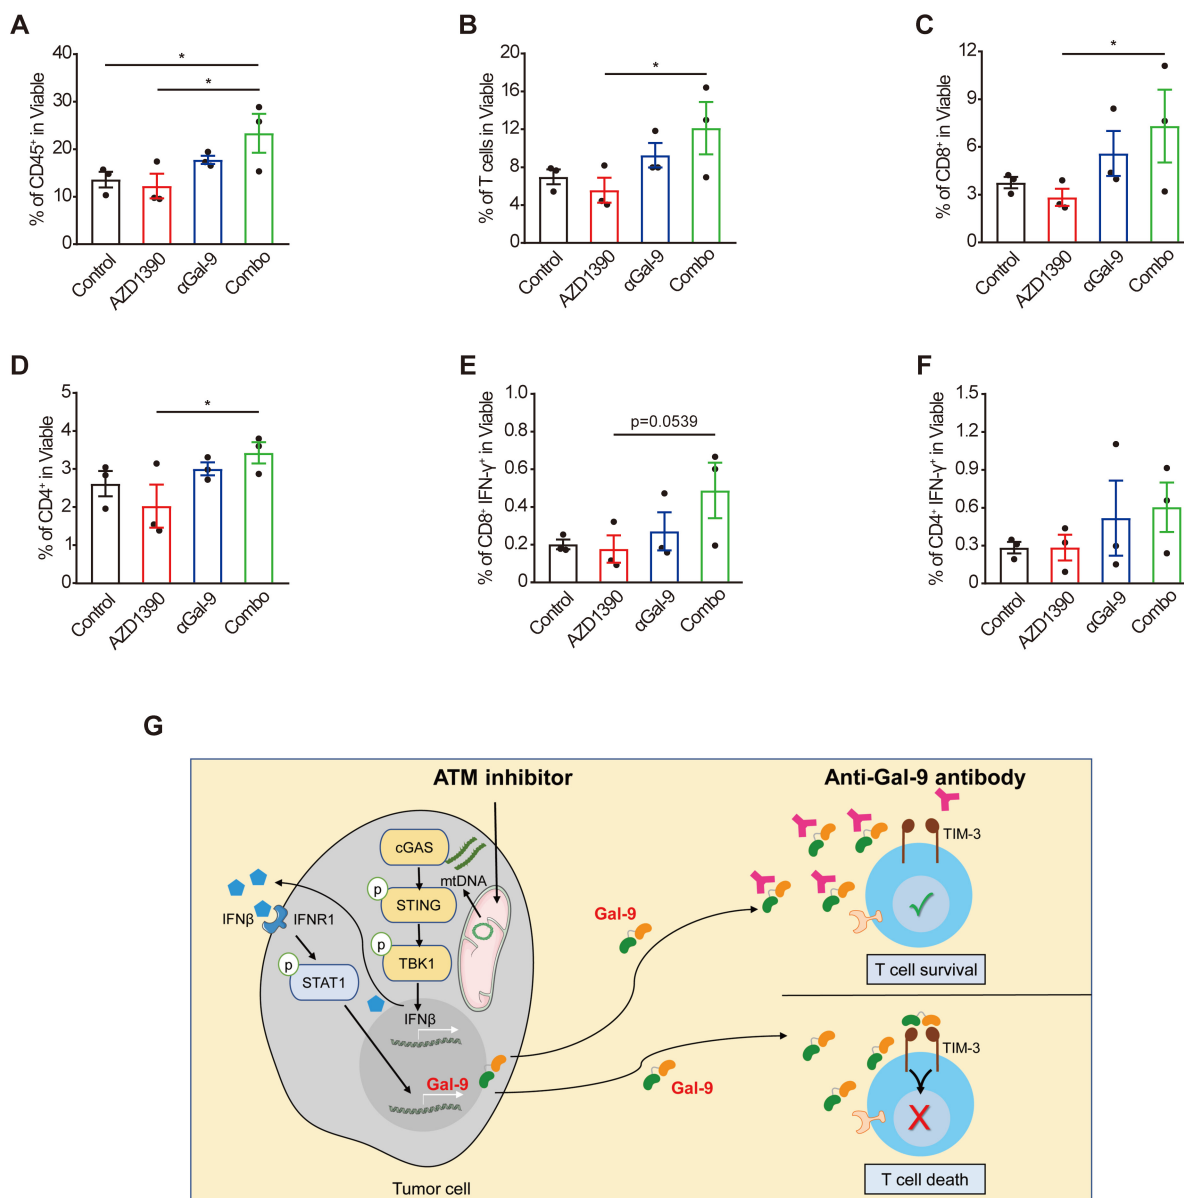 A
% of CD45⁺ in Viable
40
30
20
10
0
*
*
Control
AZD1390
αGal-9
Combo
B
% of T cells in Viable
20
16
12
8
4
0
*
Control
AZD1390
αGal-9
Combo
C
% of CD8⁺ in Viable
12
9
6
3
0
*
Control
AZD1390
αGal-9
Combo
D
% of CD4⁺ in Viable
5
4
3
2
1
0
*
Control
AZD1390
αGal-9
Combo
E
% of CD8⁺ IFN-γ⁺ in Viable
1.0
0.8
0.6
0.4
0.2
0.0
p=0.0539
Control
AZD1390
αGal-9
Combo
F
% of CD4⁺ IFN-γ⁺ in Viable
1.5
1.2
0.9
0.6
0.3
0.0
Control
AZD1390
αGal-9
Combo
G
ATM inhibitor
Anti-Gal-9 antibody
cGAS
mtDNA
p
STING
p
TBK1
IFNβ
IFNR1
p
STAT1
IFNβ
Gal-9
Tumor cell
Gal-9
Gal-9
TIM-3
T cell survival
TIM-3
X
T cell death